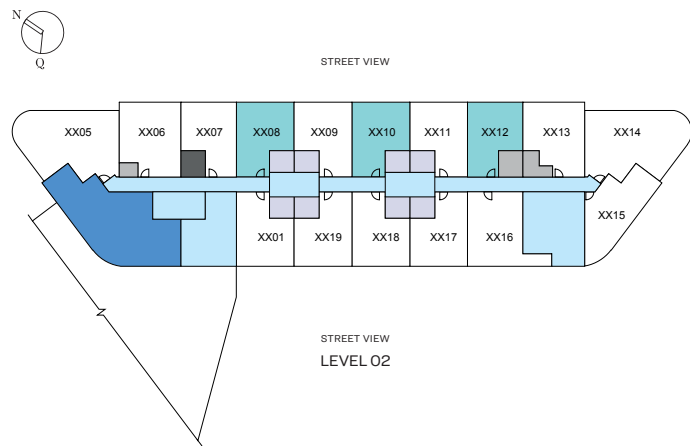 N
Q
STREET VIEW
XX05
XX06
XX07
XX08
XX09
XX10
XX11
XX12
XX13
XX14
XX15
XX01
XX19
XX18
XX17
XX16
STREET VIEW
LEVEL 02